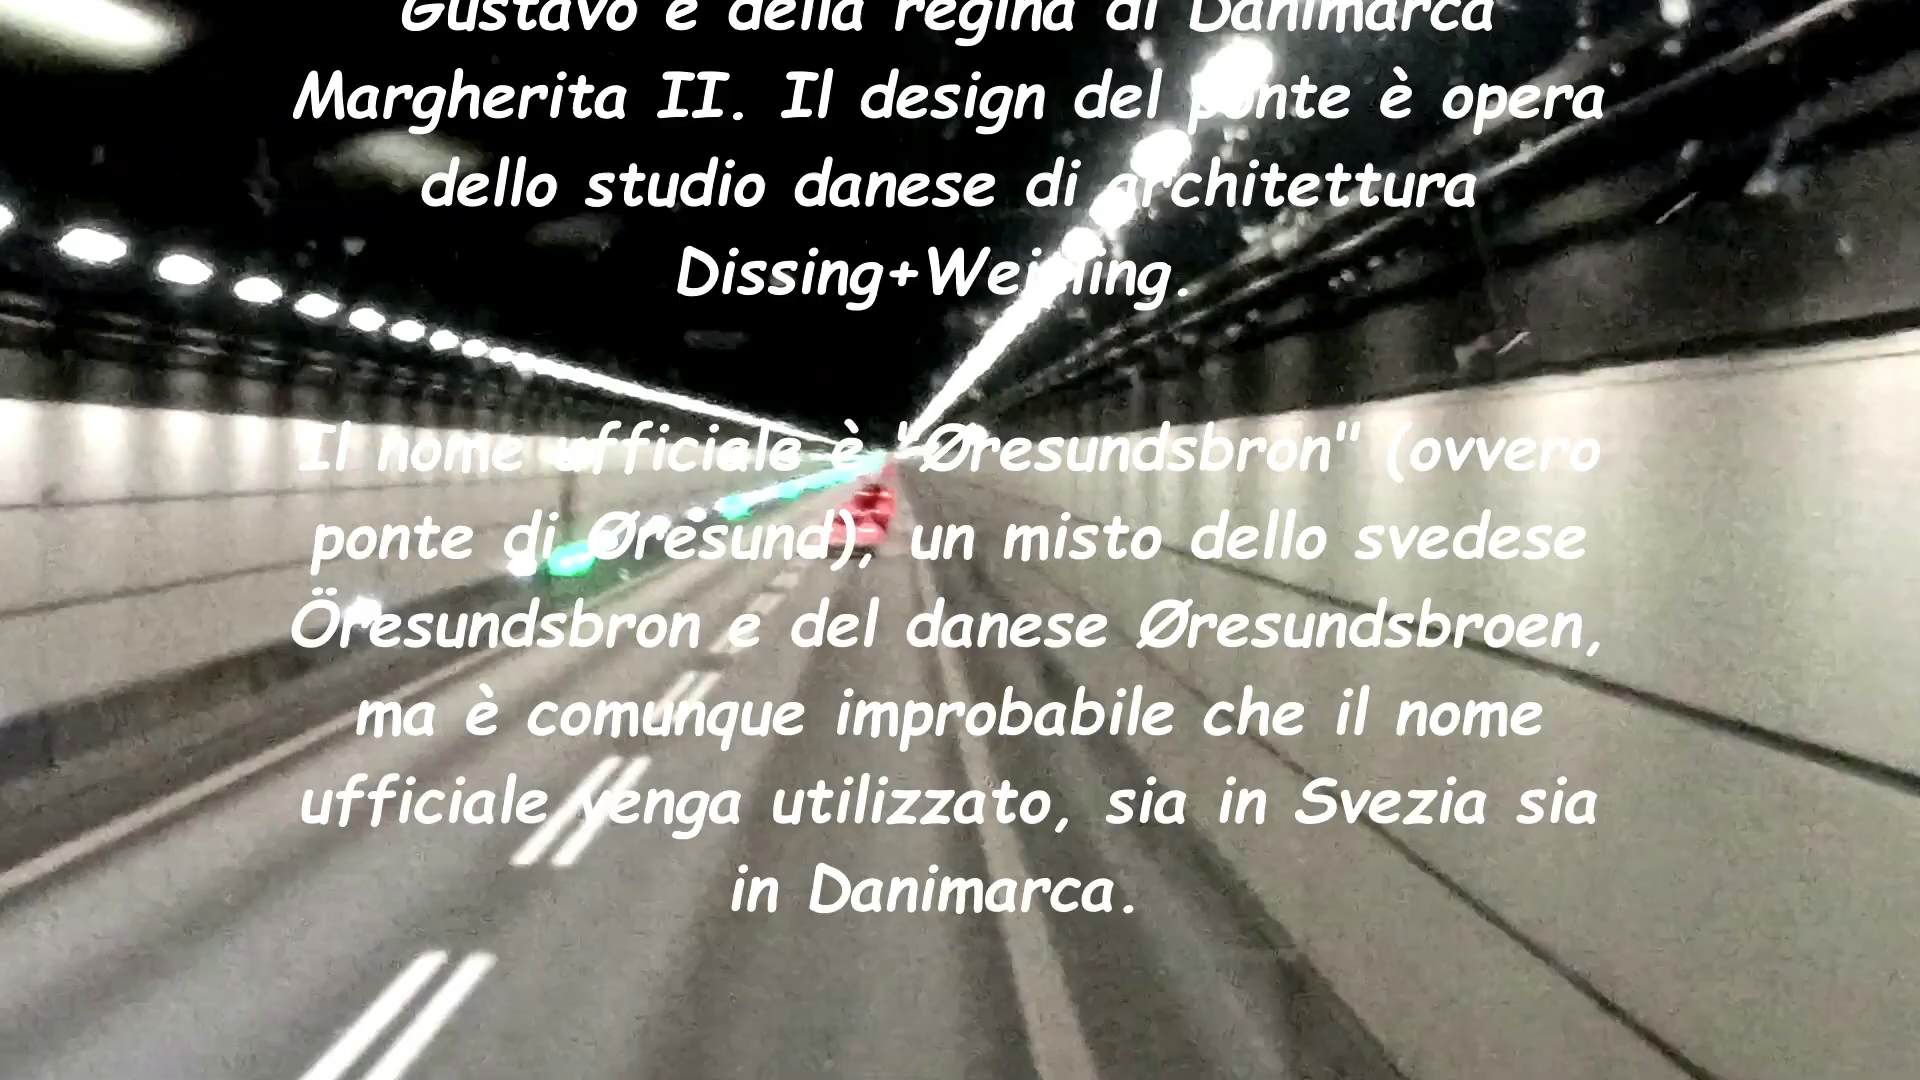 Gustavo e della regina di Danimarca
Margherita II. Il design del ponte è opera
dello studio danese di architettura
Dissing+Weitling.
Il nome ufficiale è "Øresundsbron" (ovvero
ponte di Øresund), un misto dello svedese
Öresundsbron e del danese Øresundsbroen,
ma è comunque improbabile che il nome
ufficiale venga utilizzato, sia in Svezia sia
in Danimarca.